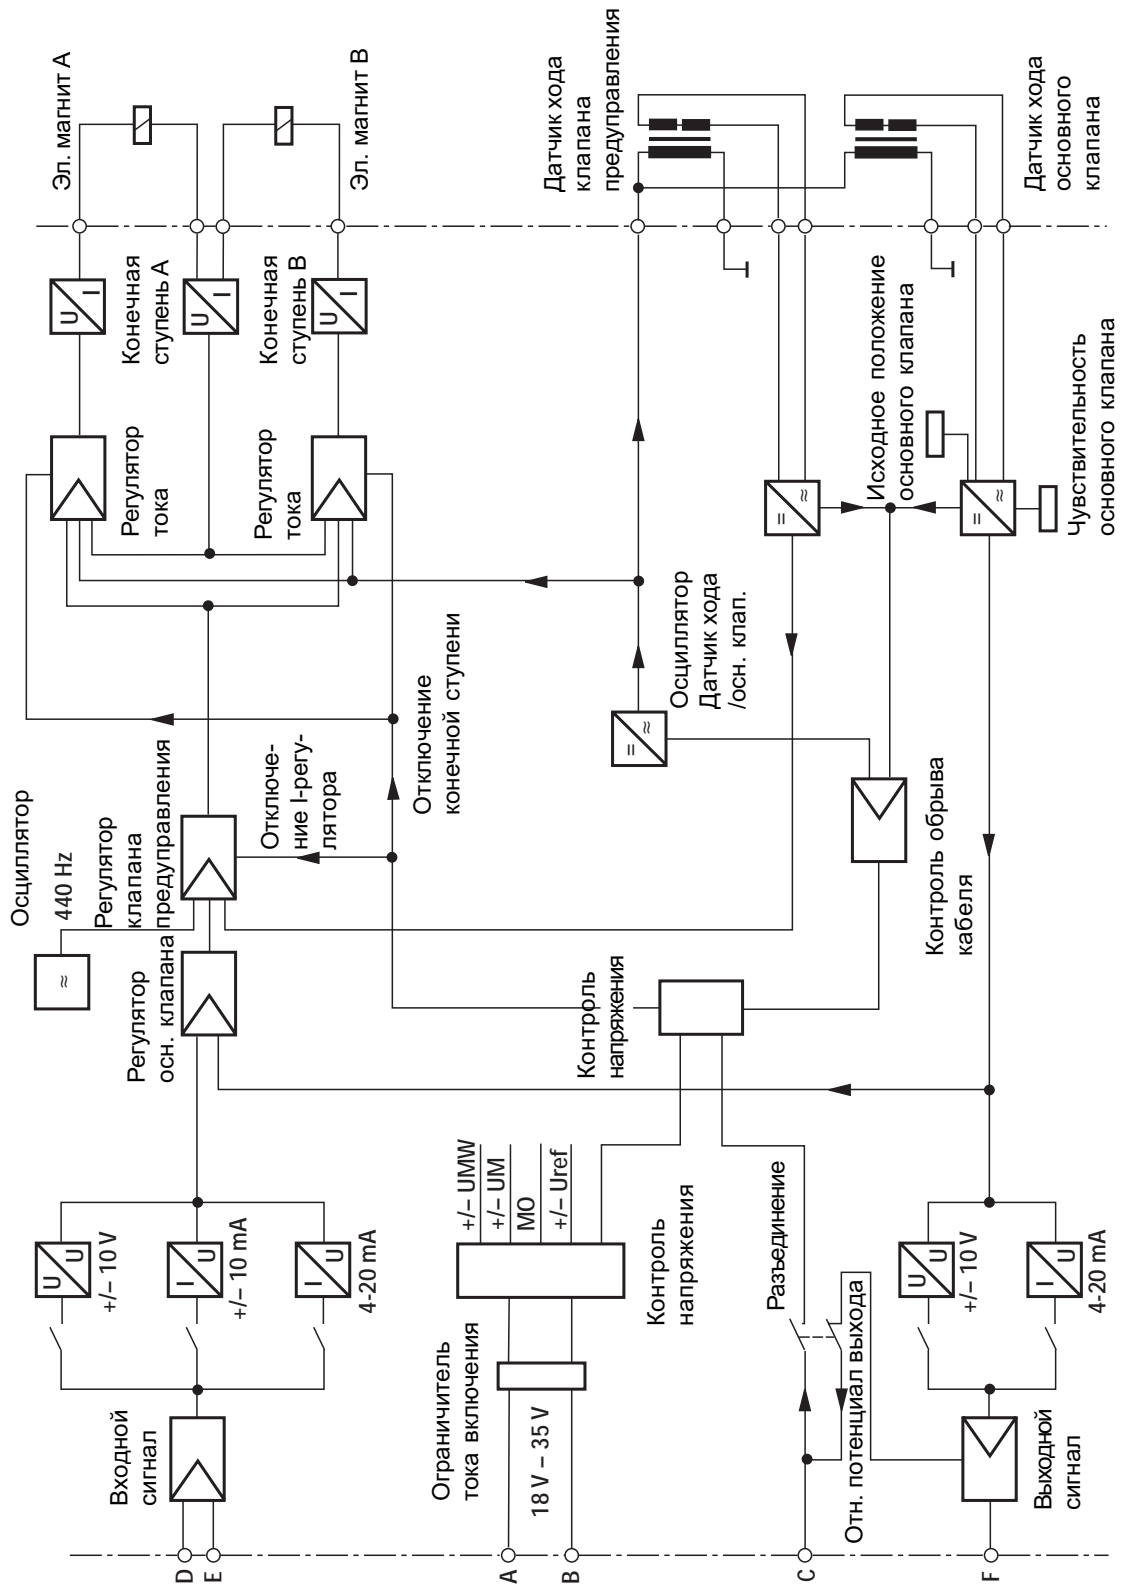 Эл. магнит A
Эл. магнит B
Датчик хода
клапана
предуправления
Датчик хода
основного
клапана
U
I
Конечная
ступень A
U
I
Конечная
ступень B
U
I
Исходное положение
основного клапана
Чувствительность
основного клапана
Регулятор
тока
Регулятор
тока
=
≈
=
≈
Осциллятор
Датчик хода
/осн. клап.
=
≈
Отключение
конечной ступени
Отключе-
ние I-регу-
лятора
Осциллятор
440 Hz
≈
Регулятор
клапана
предуправления
Регулятор
осн. клапана
Контроль обрыва
кабеля
Контроль
напряжения
+/– UMW
+/– UM
MO
+/– Uref
Контроль
напряжения
Разъединение
U
U
+/– 10 V
I
U
+/– 10 mA
I
U
4-20 mA
U
U
+/– 10 V
I
U
4-20 mA
Входной
сигнал
Ограничитель
тока включения
18 V – 35 V
Отн. потенциал выхода
Выходной
сигнал
D
E
A
B
C
F